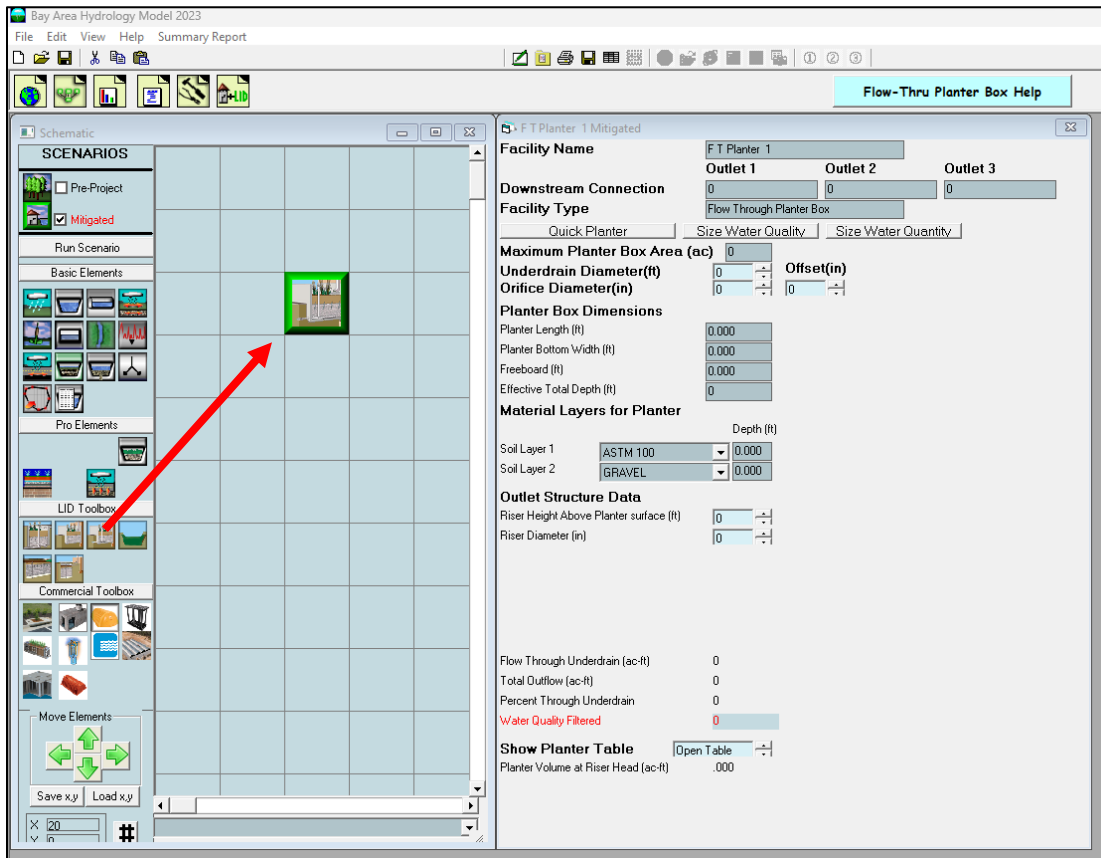 Bay Area Hydrology Model 2023
File Edit View Help Summary Report
① ② ③
+LID
Flow-Thru Planter Box Help
Schematic
SCENARIOS
Pre-Project
Mitigated
Run Scenario
Basic Elements
Pro Elements
LID Toolbox
Commercial Toolbox
Move Elements
Save x,y Load x,y
X 20
Y 0
#
F T Planter 1 Mitigated
Facility Name F T Planter 1
Outlet 1 Outlet 2 Outlet 3
Downstream Connection 0 0 0
Facility Type Flow Through Planter Box
Quick Planter Size Water Quality Size Water Quantity
Maximum Planter Box Area (ac) 0
Underdrain Diameter(ft) 0 Offset(in)
Orifice Diameter(in) 0 0
Planter Box Dimensions
Planter Length (ft) 0.000
Planter Bottom Width (ft) 0.000
Freeboard (ft) 0.000
Effective Total Depth (ft) 0
Material Layers for Planter
Depth (ft)
Soil Layer 1 ASTM 100 0.000
Soil Layer 2 GRAVEL 0.000
Outlet Structure Data
Riser Height Above Planter surface (ft) 0
Riser Diameter (in) 0
Flow Through Underdrain (ac-ft) 0
Total Outflow (ac-ft) 0
Percent Through Underdrain 0
Water Quality Filtered 0
Show Planter Table Open Table
Planter Volume at Riser Head (ac-ft) .000